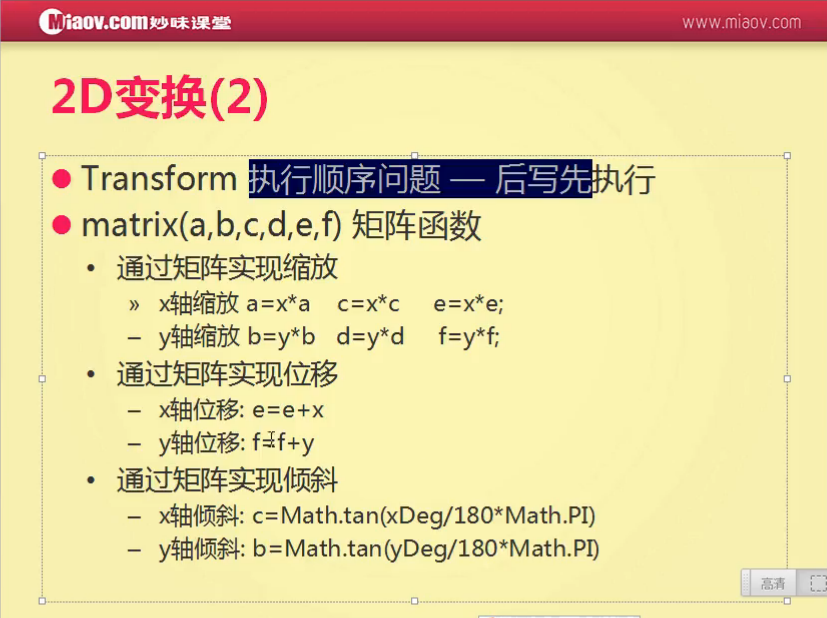 Miaov.com妙味课堂
www.miaov.com
2D变换(2)
Transform 执行顺序问题 — 后写先执行
matrix(a,b,c,d,e,f) 矩阵函数
• 通过矩阵实现缩放
» x轴缩放 a=x*a c=x*c e=x*e;
– y轴缩放 b=y*b d=y*d f=y*f;
• 通过矩阵实现位移
– x轴位移: e=e+x
– y轴位移: f=f+y
• 通过矩阵实现倾斜
– x轴倾斜: c=Math.tan(xDeg/180*Math.PI)
– y轴倾斜: b=Math.tan(yDeg/180*Math.PI)
高清